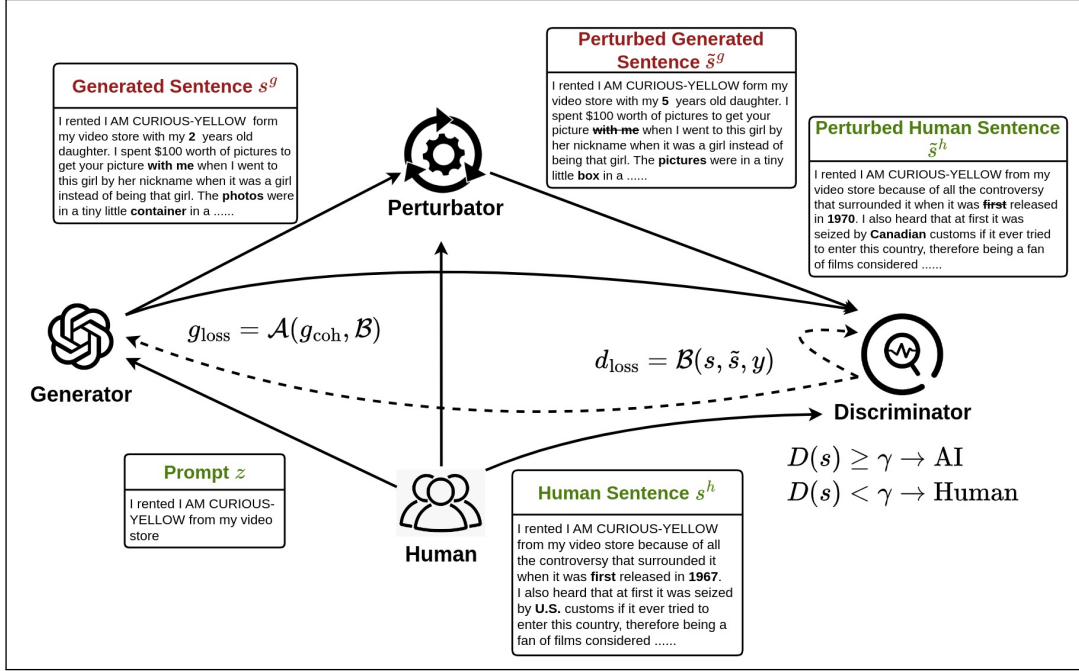 Generated Sentence s^g
I rented I AM CURIOUS-YELLOW form
my video store with my 2 years old
daughter. I spent $100 worth of pictures to
get your picture with me when I went to
this girl by her nickname when it was a girl
instead of being that girl. The photos were
in a tiny little container in a ......
Perturbed Generated
Sentence s̃^g
I rented I AM CURIOUS-YELLOW form my
video store with my 5 years old daughter. I
spent $100 worth of pictures to get your
picture with me when I went to this girl by
her nickname when it was a girl instead of
being that girl. The pictures were in a tiny
little box in a ......
Perturbed Human Sentence
s̃^h
I rented I AM CURIOUS-YELLOW from my
video store because of all the controversy
that surrounded it when it was first released
in 1970. I also heard that at first it was
seized by Canadian customs if it ever tried
to enter this country, therefore being a fan
of films considered ......
Perturbator
g_loss = A(g_coh, B)
d_loss = B(s, s̃, y)
Generator
Discriminator
D(s) ≥ γ → AI
D(s) < γ → Human
Prompt z
I rented I AM CURIOUS-
YELLOW from my video
store
Human
Human Sentence s^h
I rented I AM CURIOUS-YELLOW
from my video store because of all
the controversy that surrounded it
when it was first released in 1967.
I also heard that at first it was seized
by U.S. customs if it ever tried to
enter this country, therefore being a
fan of films considered ......